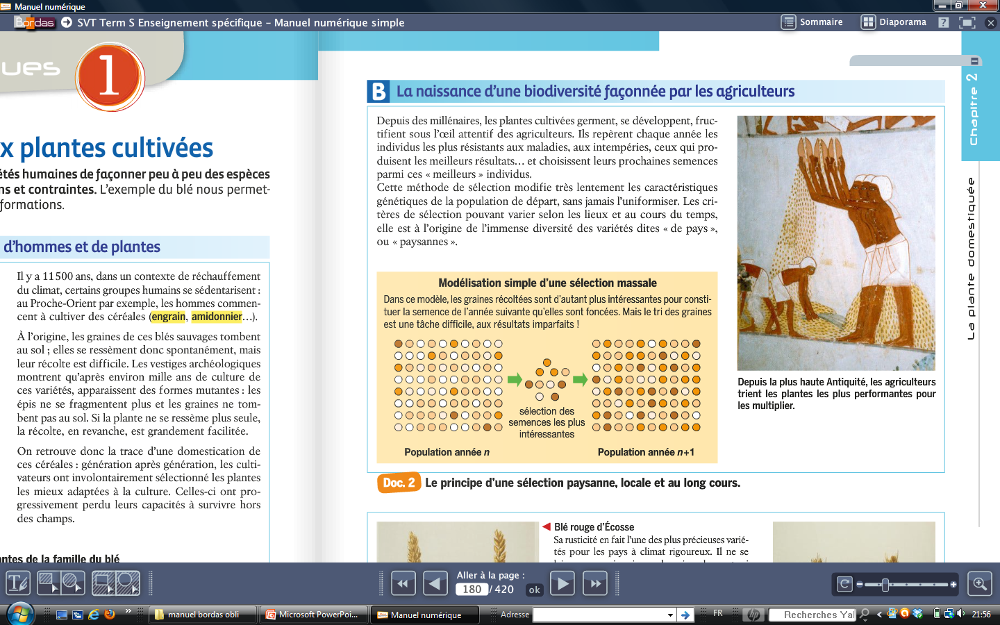 Manuel numérique
Bordas SVT Term S Enseignement spécifique - Manuel numérique simple
Sommaire
Diaporama
?
ues
1
x plantes cultivées
étés humaines de façonner peu à peu des espèces
ns et contraintes. L'exemple du blé nous permet-
formations.
d'hommes et de plantes
Il y a 11 500 ans, dans un contexte de réchauffement
du climat, certains groupes humains se sédentarisent :
au Proche-Orient par exemple, les hommes commen-
cent à cultiver des céréales (engrain, amidonnier…).
À l'origine, les graines de ces blés sauvages tombent
au sol ; elles se ressèment donc spontanément, mais
leur récolte est difficile. Les vestiges archéologiques
montrent qu'après environ mille ans de culture de
ces variétés, apparaissent des formes mutantes : les
épis ne se fragmentent plus et les graines ne tom-
bent pas au sol. Si la plante ne se ressème plus seule,
la récolte, en revanche, est grandement facilitée.
On retrouve donc la trace d'une domestication de
ces céréales : génération après génération, les culti-
vateurs ont involontairement sélectionné les plantes
les mieux adaptées à la culture. Celles-ci ont pro-
gressivement perdu leurs capacités à survivre hors
des champs.
antes de la famille du blé
B La naissance d'une biodiversité façonnée par les agriculteurs
Depuis des millénaires, les plantes cultivées germent, se développent, fruc-
tifient sous l'œil attentif des agriculteurs. Ils repèrent chaque année les
individus les plus résistants aux maladies, aux intempéries, ceux qui pro-
duisent les meilleurs résultats… et choisissent leurs prochaines semences
parmi ces « meilleurs » individus.
Cette méthode de sélection modifie très lentement les caractéristiques
génétiques de la population de départ, sans jamais l'uniformiser. Les cri-
tères de sélection pouvant varier selon les lieux et au cours du temps,
elle est à l'origine de l'immense diversité des variétés dites « de pays »,
ou « paysannes ».
Modélisation simple d'une sélection massale
Dans ce modèle, les graines récoltées sont d'autant plus intéressantes pour consti-
tuer la semence de l'année suivante qu'elles sont foncées. Mais le tri des graines
est une tâche difficile, aux résultats imparfaits !
sélection des
semences les plus
intéressantes
Population année n
Population année n+1
Depuis la plus haute Antiquité, les agriculteurs
trient les plantes les plus performantes pour
les multiplier.
Doc. 2 Le principe d'une sélection paysanne, locale et au long cours.
Blé rouge d'Écosse
Sa rusticité en fait l'une des plus précieuses varié-
tés pour les pays à climat rigoureux. Il ne se
Chapitre 2
La plante domestiquée
Aller à la page :
180 / 420 ok
manuel bordas obli
Microsoft PowerPoi...
Manuel numérique
Adresse
FR
hp
Recherches Yal
21:56